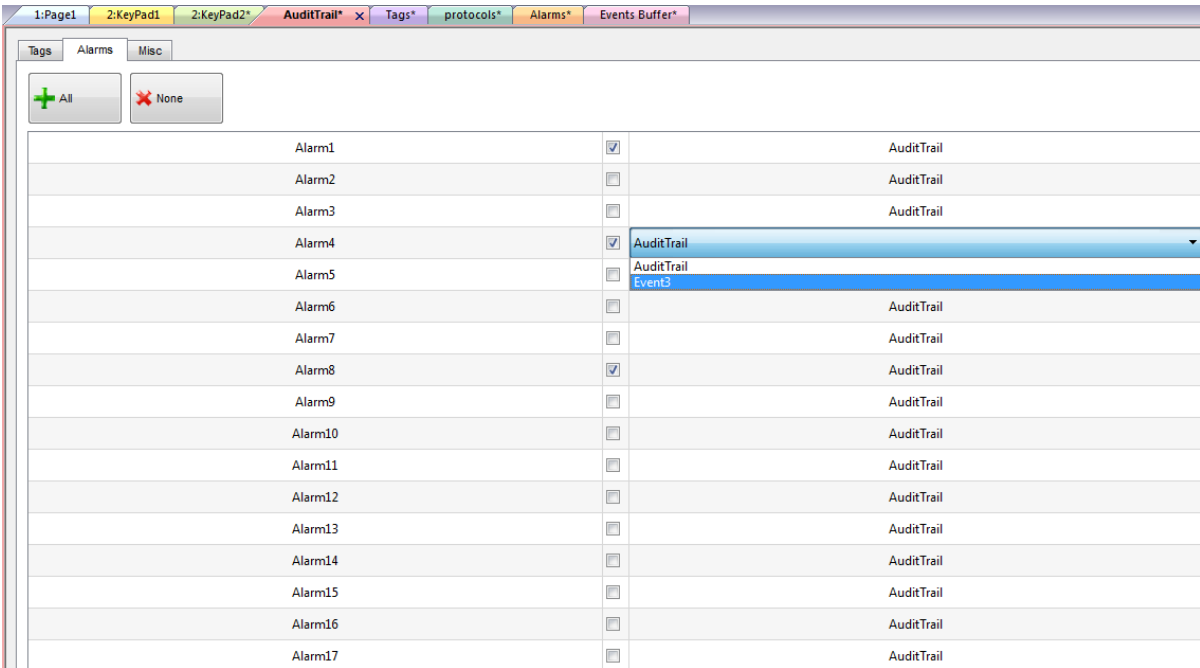 1:Page1 2:KeyPad1 2:KeyPad2* AuditTrail* x Tags* protocols* Alarms* Events Buffer*
Tags Alarms Misc
All None
Alarm1 AuditTrail
Alarm2 AuditTrail
Alarm3 AuditTrail
Alarm4 AuditTrail
AuditTrail
Alarm5 Event3
Alarm6 AuditTrail
Alarm7 AuditTrail
Alarm8 AuditTrail
Alarm9 AuditTrail
Alarm10 AuditTrail
Alarm11 AuditTrail
Alarm12 AuditTrail
Alarm13 AuditTrail
Alarm14 AuditTrail
Alarm15 AuditTrail
Alarm16 AuditTrail
Alarm17 AuditTrail